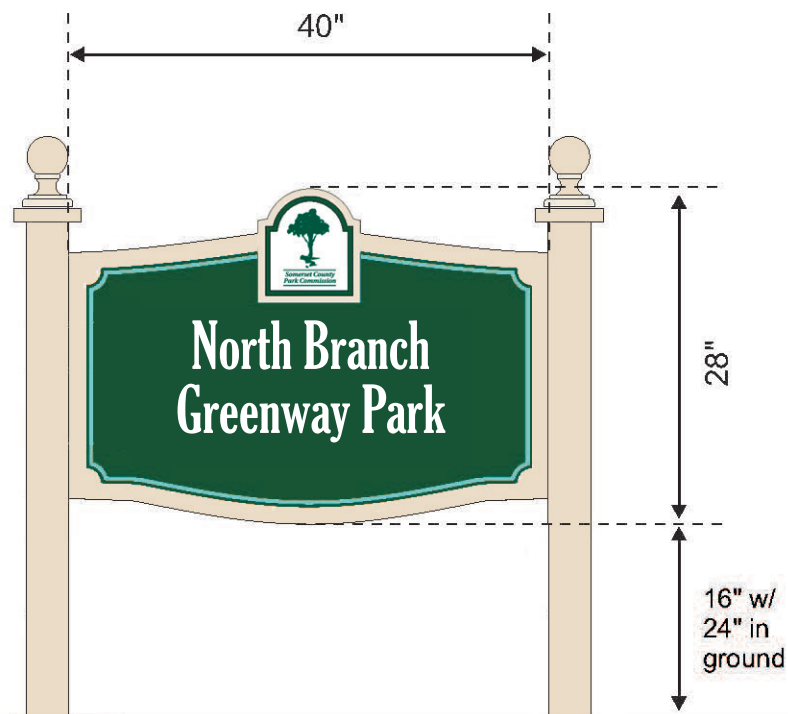 40"
Somerset County
Park Commission
North Branch
Greenway Park
28"
16" w/
24" in
ground